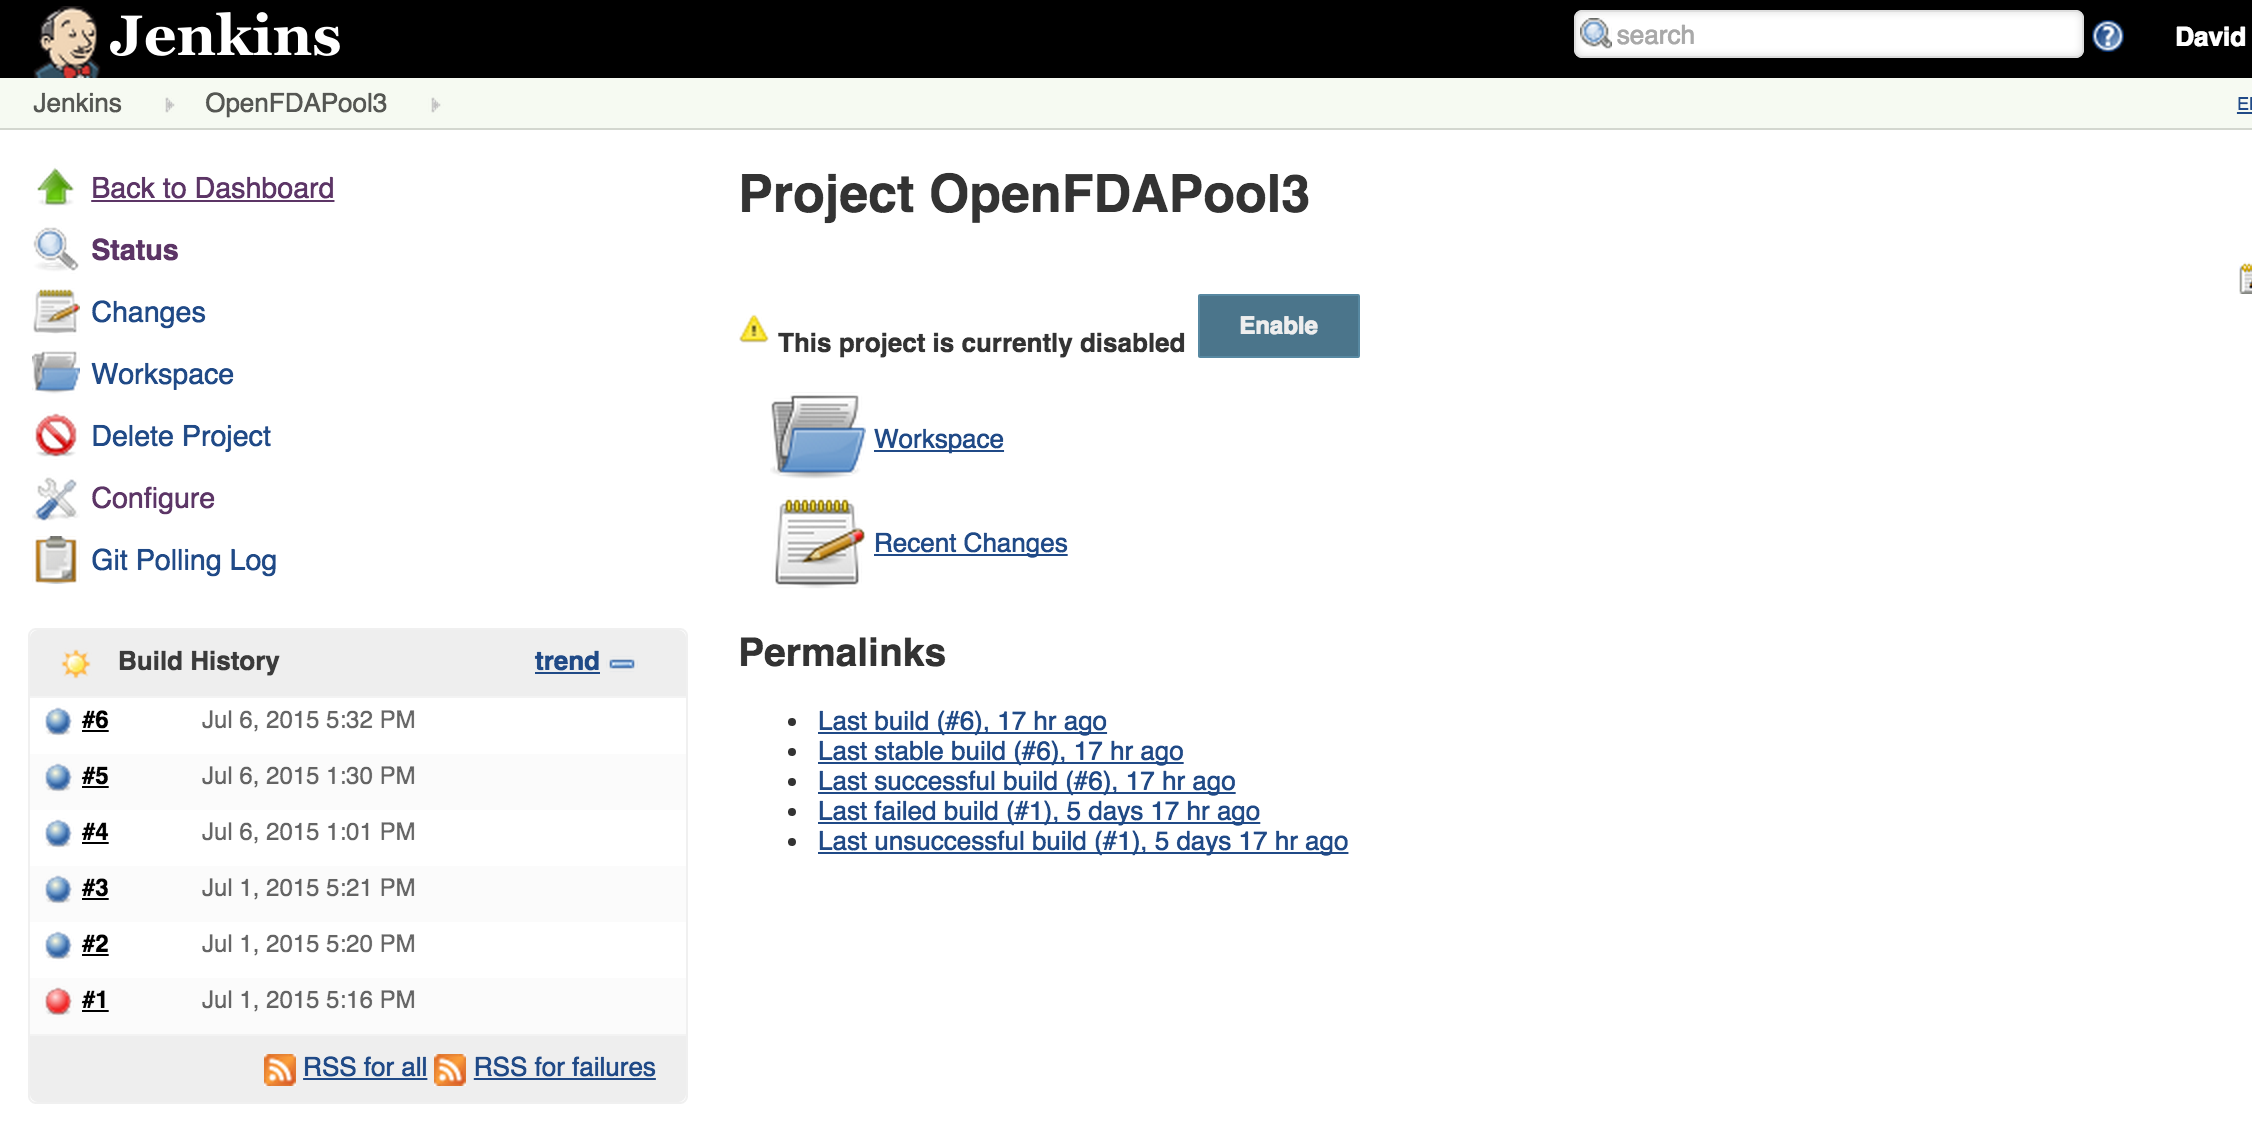 Jenkins
search
David
Jenkins
OpenFDAPool3
Back to Dashboard
Status
Changes
Workspace
Delete Project
Configure
Git Polling Log
Build History
trend
#6 Jul 6, 2015 5:32 PM
#5 Jul 6, 2015 1:30 PM
#4 Jul 6, 2015 1:01 PM
#3 Jul 1, 2015 5:21 PM
#2 Jul 1, 2015 5:20 PM
#1 Jul 1, 2015 5:16 PM
RSS for all RSS for failures
Project OpenFDAPool3
This project is currently disabled
Enable
Workspace
Recent Changes
Permalinks
Last build (#6), 17 hr ago
Last stable build (#6), 17 hr ago
Last successful build (#6), 17 hr ago
Last failed build (#1), 5 days 17 hr ago
Last unsuccessful build (#1), 5 days 17 hr ago